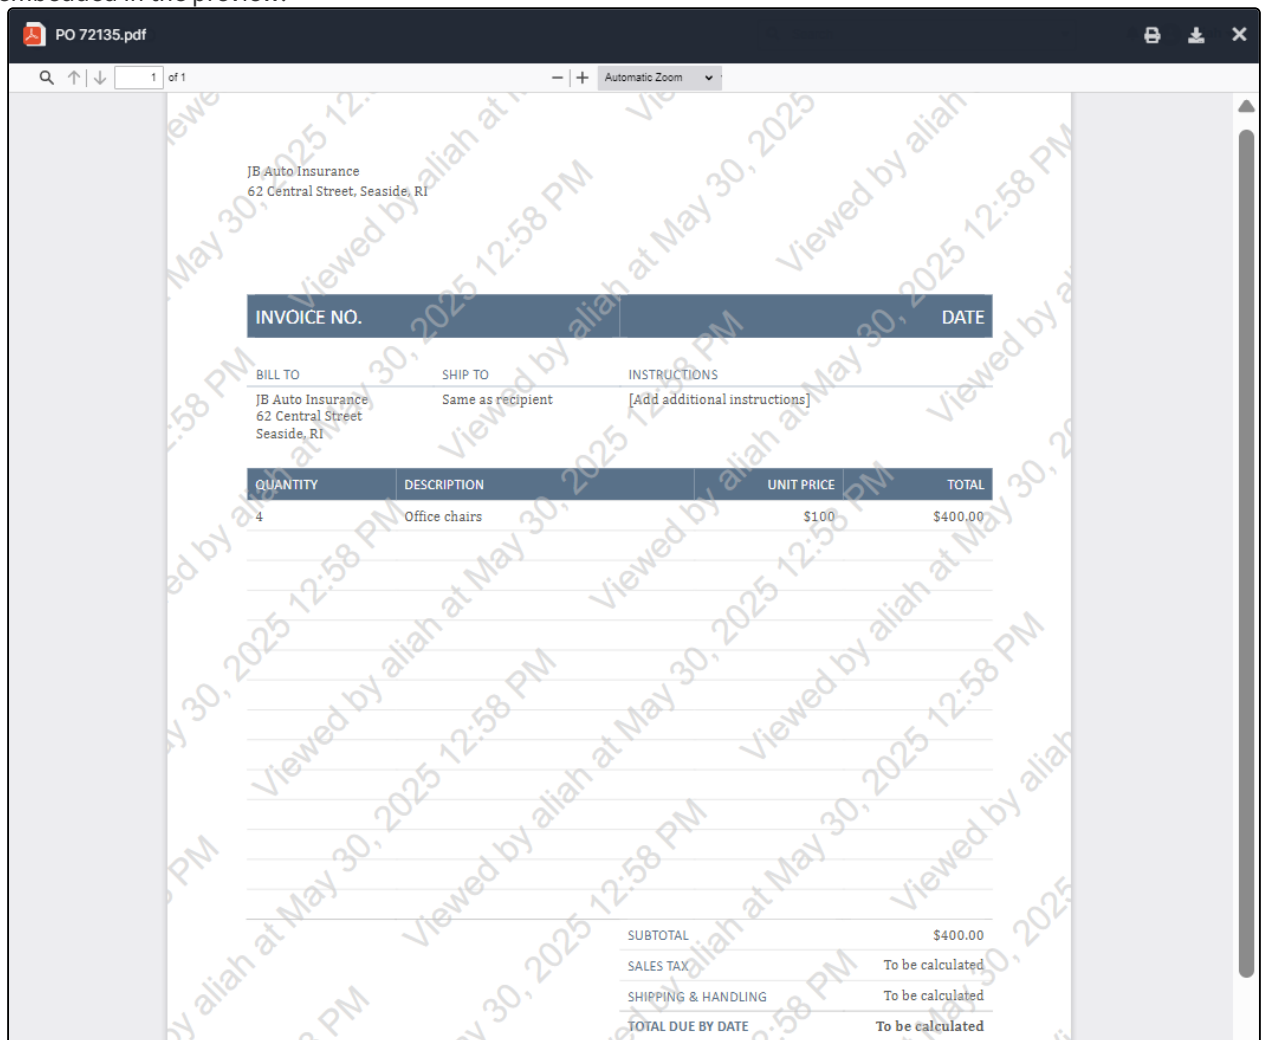 embedded in the preview.
PO 72135.pdf
1 of 1
Automatic Zoom
JB Auto Insurance
62 Central Street, Seaside, RI
INVOICE NO. DATE
BILL TO SHIP TO INSTRUCTIONS
JB Auto Insurance Same as recipient [Add additional instructions]
62 Central Street
Seaside, RI
QUANTITY DESCRIPTION UNIT PRICE TOTAL
4 Office chairs $100 $400.00
SUBTOTAL $400.00
SALES TAX To be calculated
SHIPPING & HANDLING To be calculated
TOTAL DUE BY DATE To be calculated
Viewed by aliah at May 30, 2025 12:58 PM